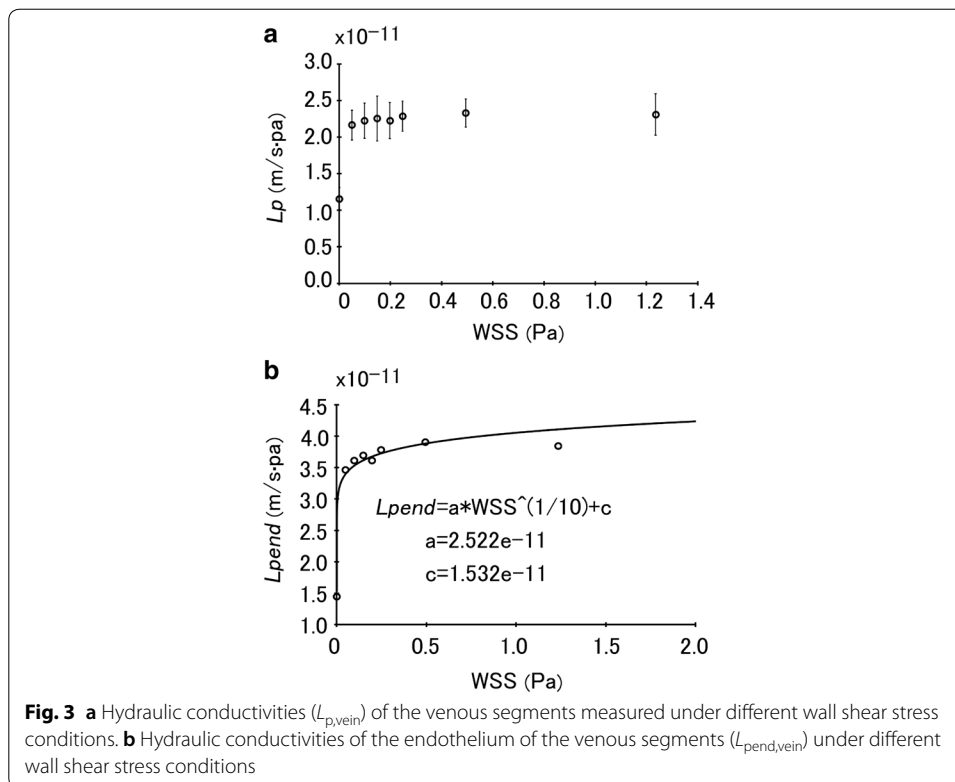 a
x10−11
3.0
2.5
2.0
1.5
1.0
0.5
0.0
Lp (m/s·pa)
0 0.2 0.4 0.6 0.8 1.0 1.2 1.4
WSS (Pa)
b
x10−11
4.5
4.0
3.5
3.0
2.5
2.0
1.5
1.0
Lpend (m/s·pa)
Lpend=a*WSS^(1/10)+c
a=2.522e-11
c=1.532e-11
0 0.5 1.0 1.5 2.0
WSS (Pa)
Fig. 3 a Hydraulic conductivities (Lp,vein) of the venous segments measured under different wall shear stress
conditions. b Hydraulic conductivities of the endothelium of the venous segments (Lpend,vein) under different
wall shear stress conditions